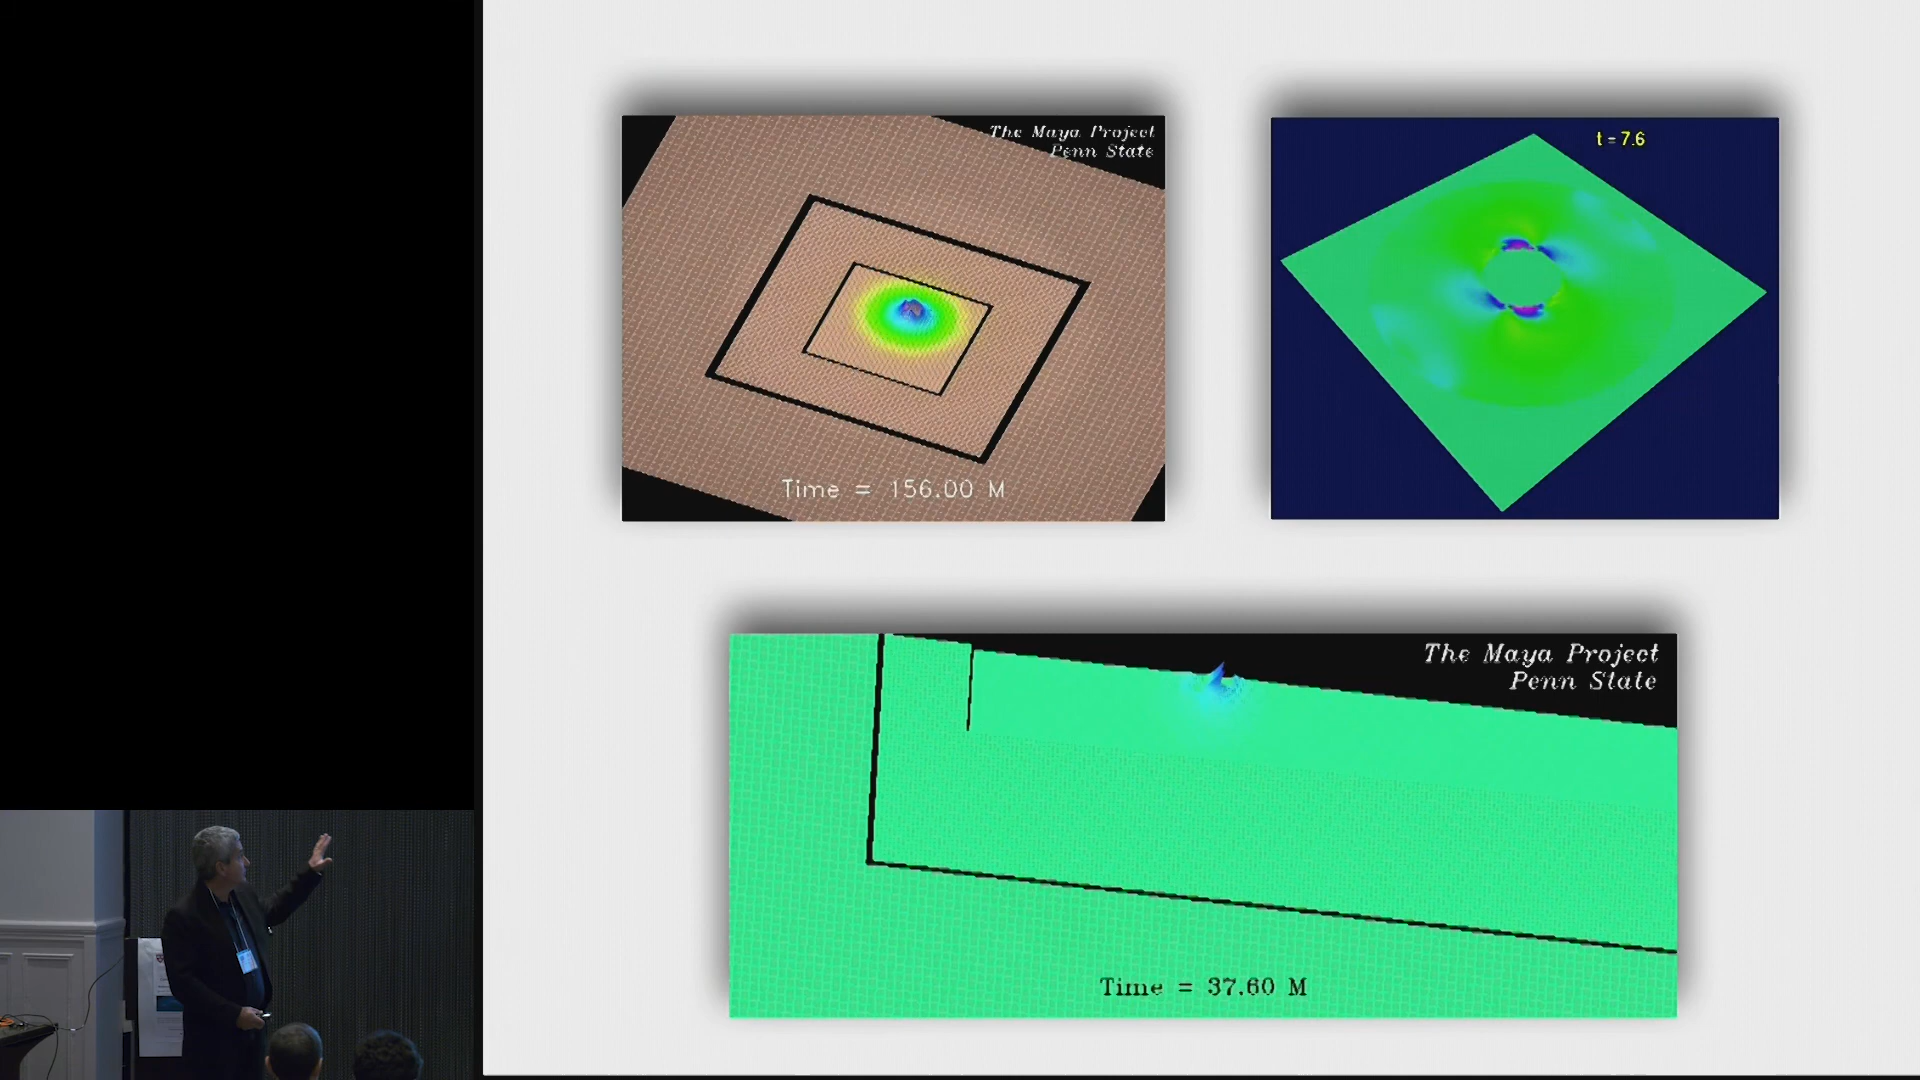 The Maya Project
Penn State
Time = 156.00 M
t = 7.6
The Maya Project
Penn State
Time = 37.60 M